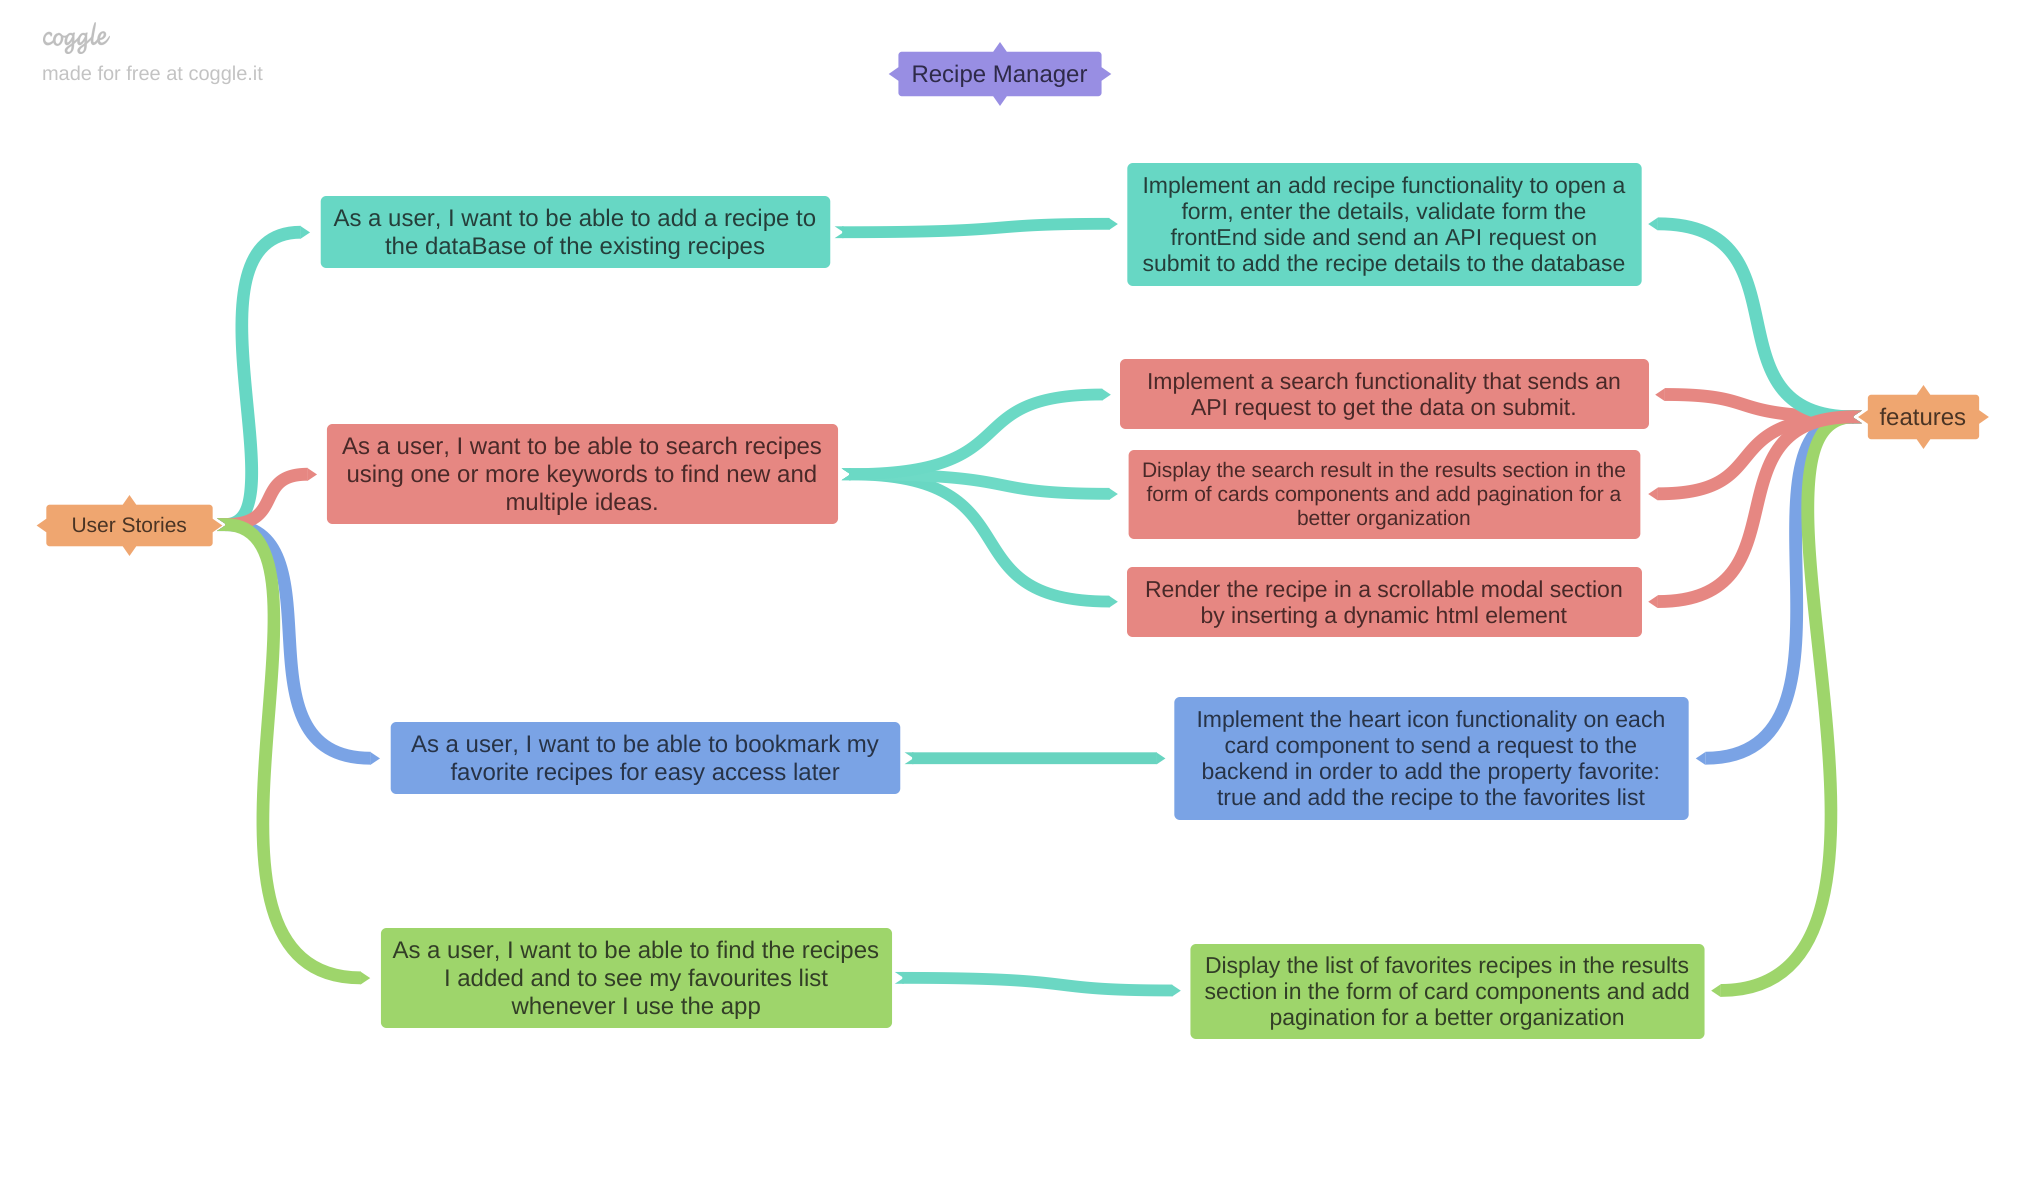 coggle
made for free at coggle.it
Recipe Manager
As a user, I want to be able to add a recipe to
the dataBase of the existing recipes
Implement an add recipe functionality to open a
form, enter the details, validate form the
frontEnd side and send an API request on
submit to add the recipe details to the database
As a user, I want to be able to search recipes
using one or more keywords to find new and
multiple ideas.
Implement a search functionality that sends an
API request to get the data on submit.
Display the search result in the results section in the
form of cards components and add pagination for a
better organization
Render the recipe in a scrollable modal section
by inserting a dynamic html element
features
User Stories
As a user, I want to be able to bookmark my
favorite recipes for easy access later
Implement the heart icon functionality on each
card component to send a request to the
backend in order to add the property favorite:
true and add the recipe to the favorites list
As a user, I want to be able to find the recipes
I added and to see my favourites list
whenever I use the app
Display the list of favorites recipes in the results
section in the form of card components and add
pagination for a better organization